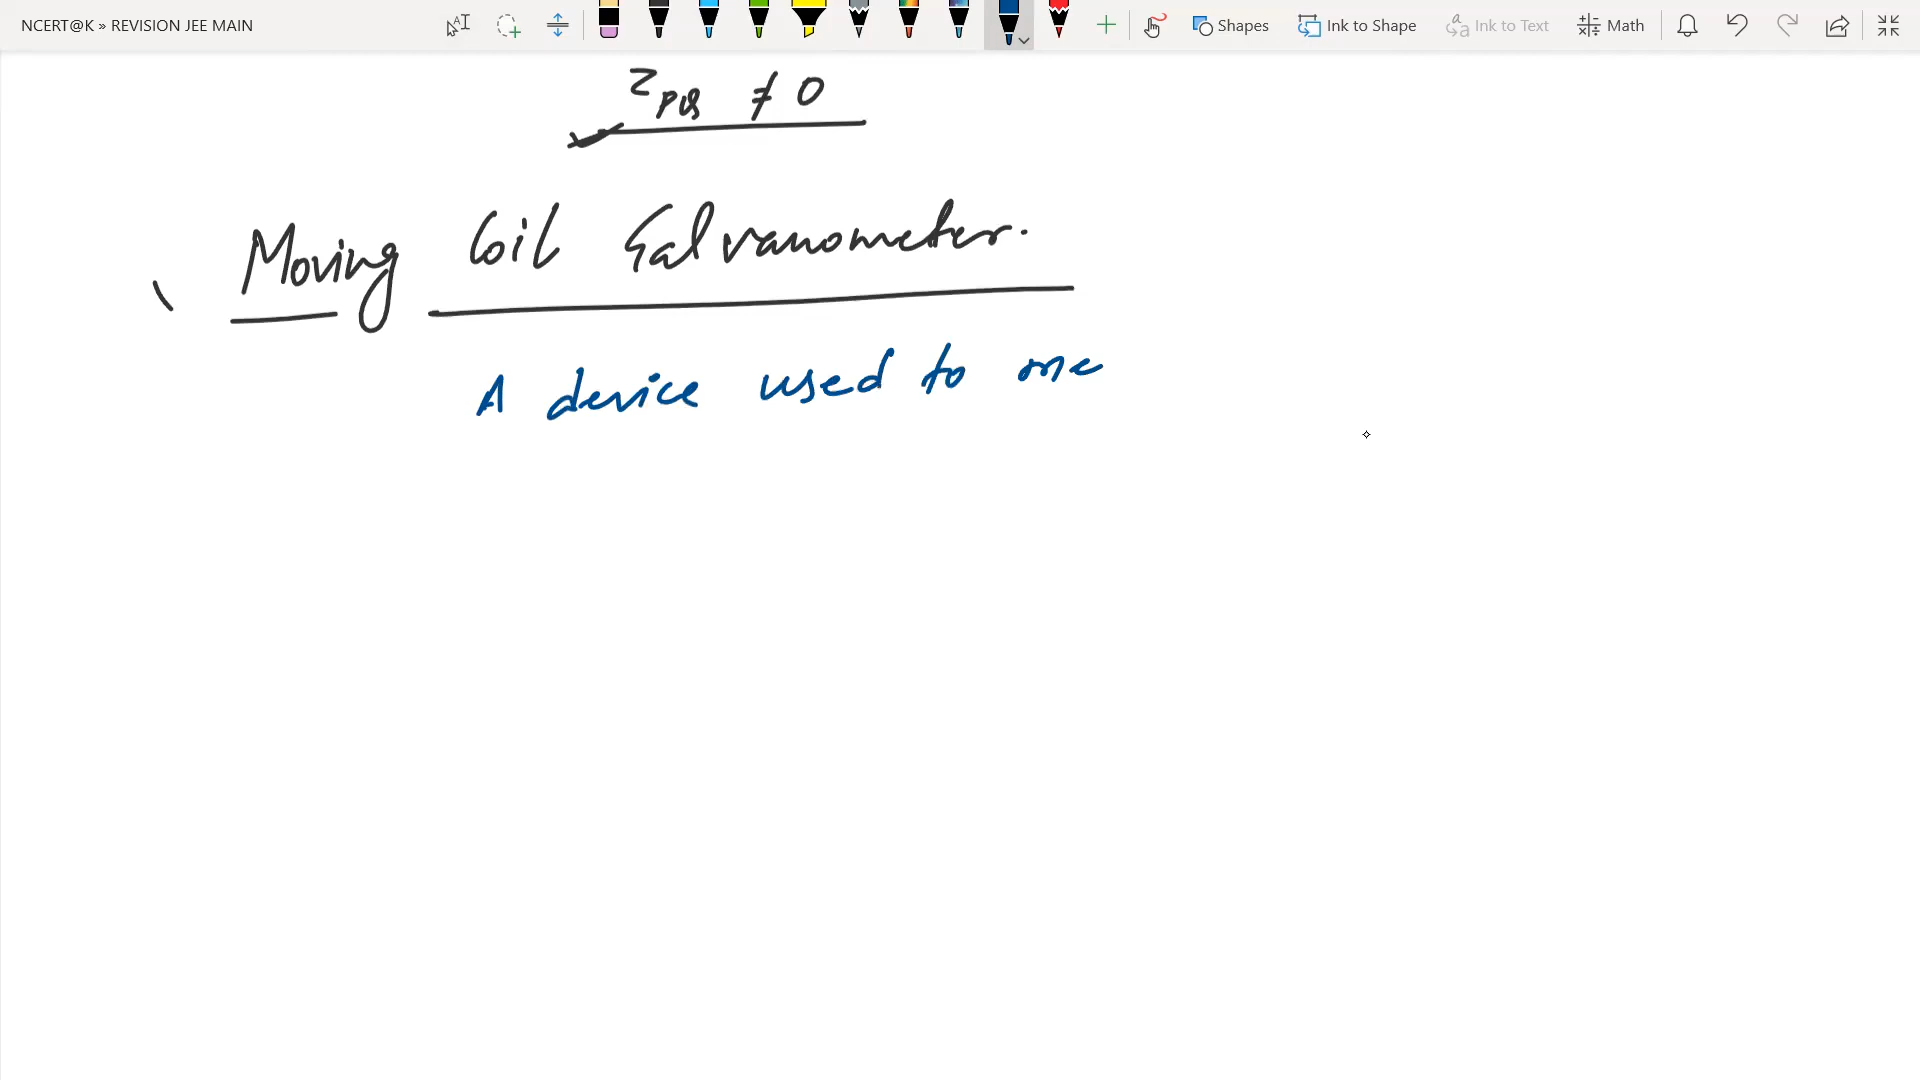 NCERT@K » REVISION JEE MAIN
Shapes
Ink to Shape
Ink to Text
Math
≠ 0
Moving Coil Galvanometer.
A device used to me